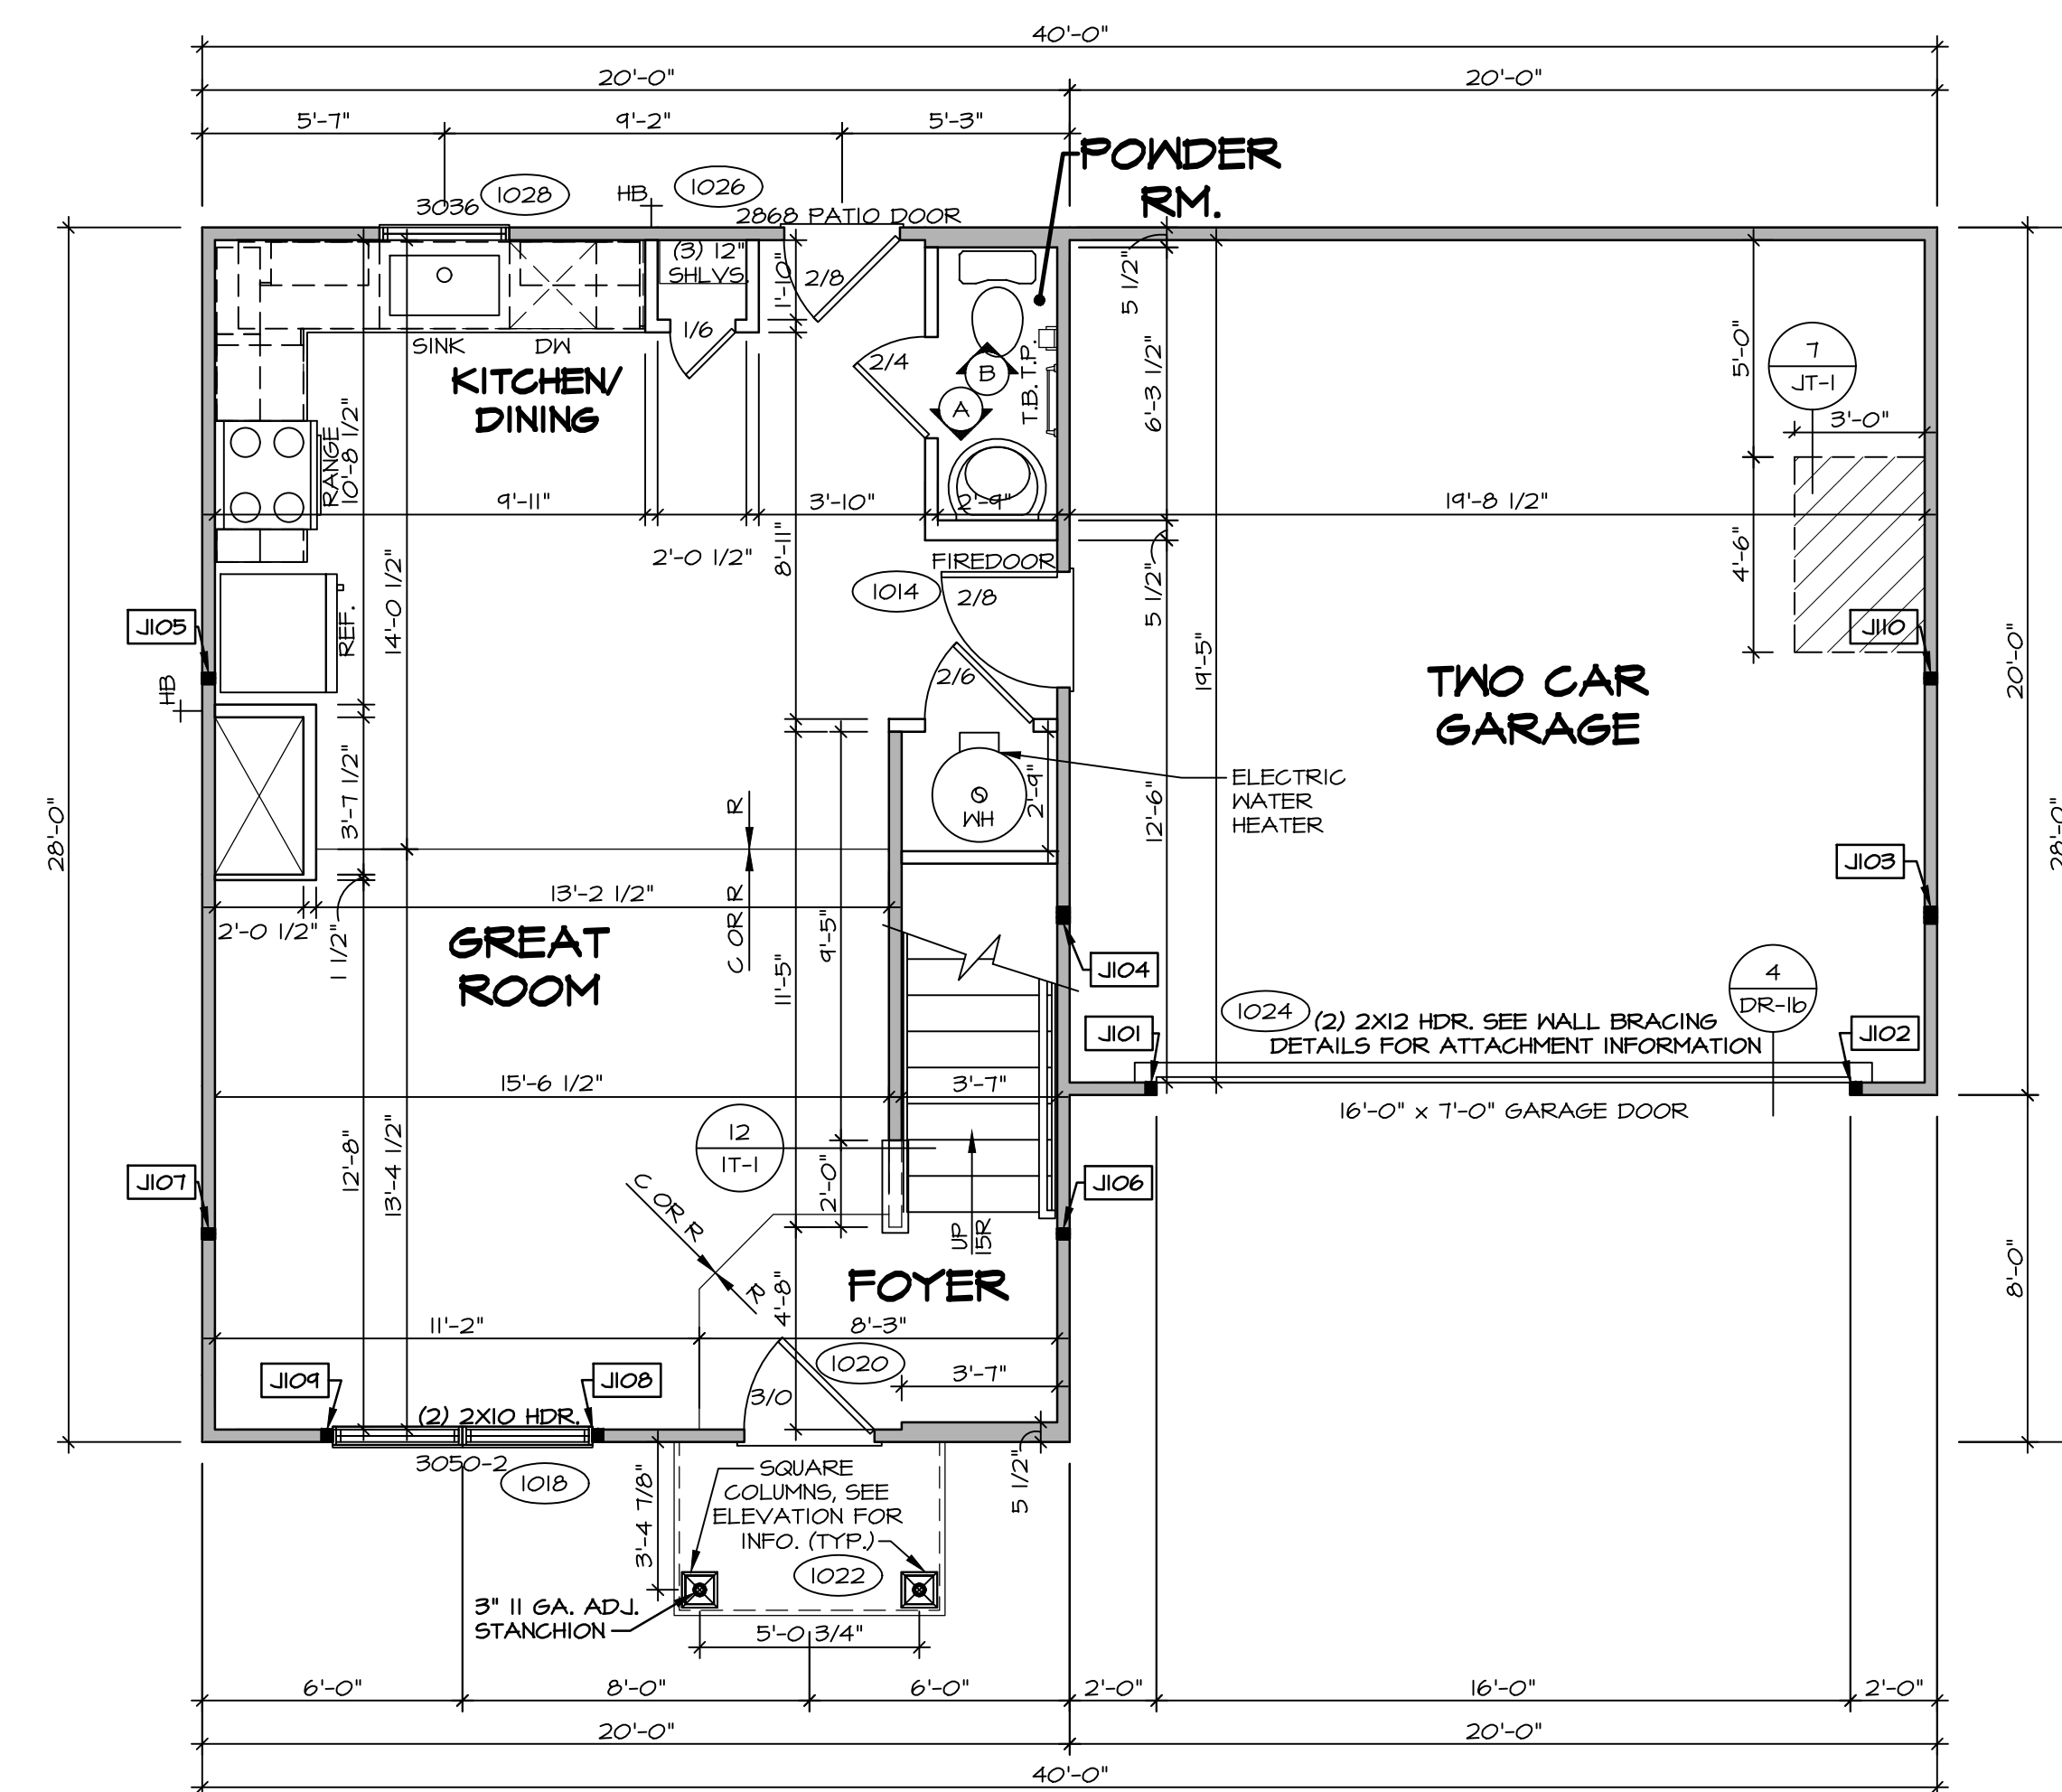 40'-0"
20'-0" 20'-0"
5'-7" 9'-2" 5'-3"
POWDER
RM.
3036 1028 HB 1026
2868 PATIO DOOR
(3) 12"
SHLVS.
1'-10"
2/8
5 1/2"
1/6
SINK DW
KITCHEN/
DINING
2/4
B
A
T.B. T.P.
6'-3 1/2"
5'-0"
7
JT-1
3'-0"
RANGE
10'-8 1/2"
9'-11" 3'-10" 2'-9" 19'-8 1/2"
2'-0 1/2"
8'-11"
14'-0 1/2"
FIREDOOR
1014
2/8
5 1/2"
4'-6"
J105
REF.
J110
HB
2/6
19'-5"
20'-0"
TWO CAR
GARAGE
3'-7 1/2"
R
WH
2'-9"
ELECTRIC
WATER
HEATER
12'-6"
28'-0"
28'-0"
J103
13'-2 1/2"
2'-0 1/2"
1 1/2"
C OR R
9'-5"
11'-5"
GREAT
ROOM
J104
4
DR-1b
1024
(2) 2X12 HDR. SEE WALL BRACING
DETAILS FOR ATTACHMENT INFORMATION
J101
J102
15'-6 1/2" 3'-7"
16'-0" x 7'-0" GARAGE DOOR
12
IT-1
12'-8"
13'-4 1/2"
2'-0"
J107
J106
C OR R
R
UP
15R
8'-0"
FOYER
4'-8"
11'-2" 8'-3"
1020
3'-7"
J109
J108
3/0
(2) 2X10 HDR.
3050-2
1018
5 1/2"
3'-4 7/8"
SQUARE
COLUMNS, SEE
ELEVATION FOR
INFO. (TYP.)
1022
3" 11 GA. ADJ.
STANCHION
5'-0 3/4"
6'-0" 8'-0" 6'-0" 2'-0" 16'-0" 2'-0"
20'-0" 20'-0"
40'-0"